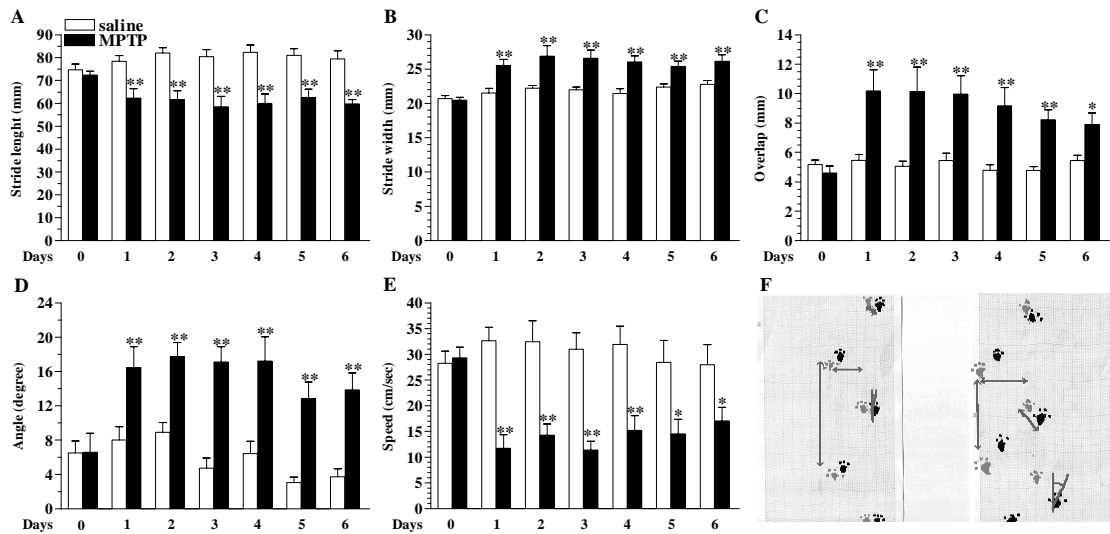 A
saline
MPTP
90
80
70
60
50
40
30
20
10
0
Stride lenght (mm)
** ** ** ** ** **
Days 0 1 2 3 4 5 6
B
30
25
20
15
10
5
0
Stride width (mm)
** ** ** ** ** **
Days 0 1 2 3 4 5 6
C
14
12
10
8
6
4
2
0
Overlap (mm)
** ** ** ** ** *
Days 0 1 2 3 4 5 6
D
24
20
16
12
8
4
0
Angle (degree)
** ** ** ** ** **
Days 0 1 2 3 4 5 6
E
40
35
30
25
20
15
10
5
0
Speed (cm/sec)
** ** ** ** * *
Days 0 1 2 3 4 5 6
F